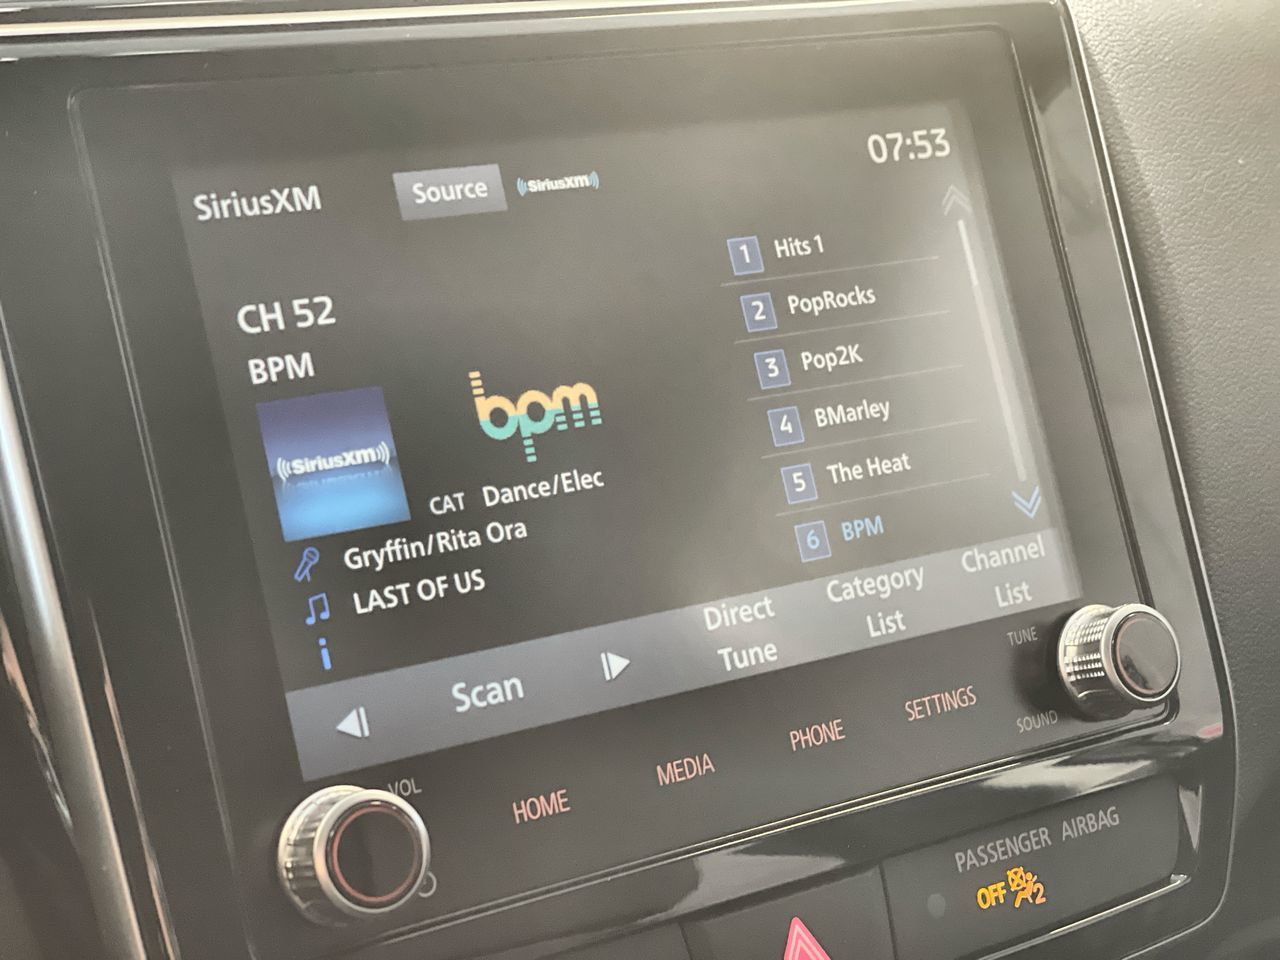 SiriusXM
Source
SiriusXM
07:53
CH 52
BPM
SiriusXM
bpm
CAT Dance/Elec
Gryffin/Rita Ora
LAST OF US
1 Hits 1
2 PopRocks
3 Pop2K
4 BMarley
5 The Heat
6 BPM
Scan
Direct
Tune
Category
List
Channel
List
VOL
HOME
MEDIA
PHONE
SETTINGS
TUNE
SOUND
PASSENGER AIRBAG
OFF 2